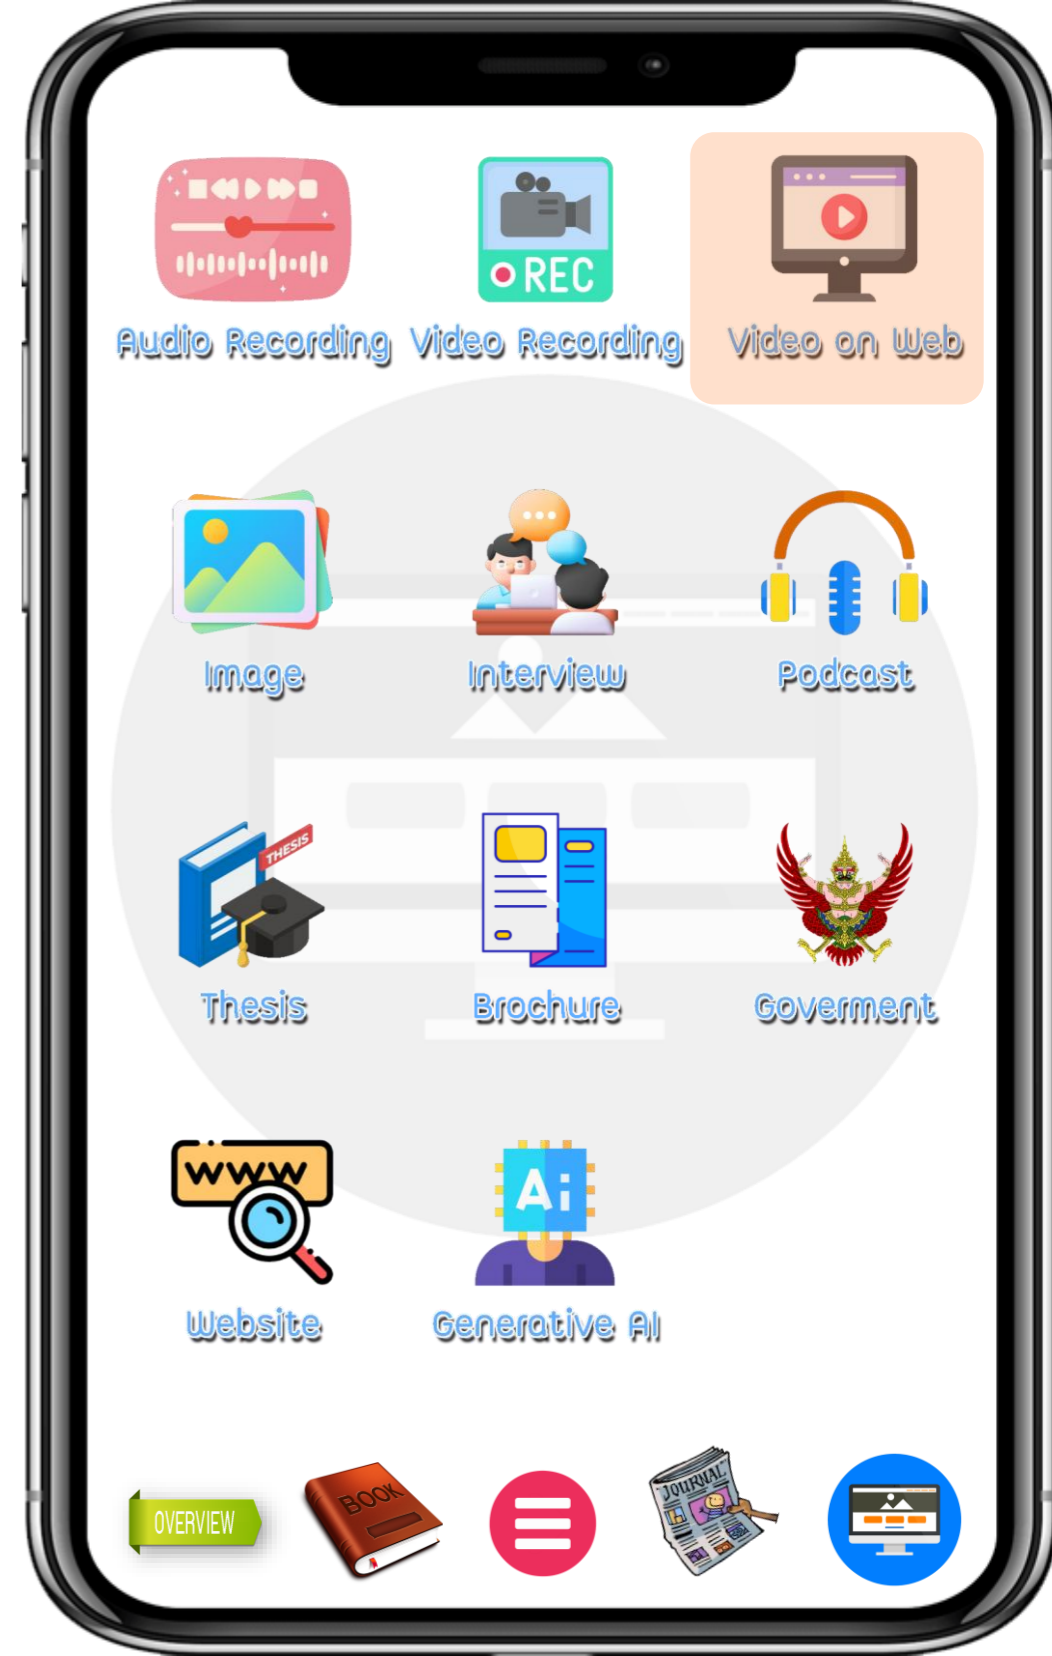 REC
Audio Recording
Video Recording
Video on Web
Image
Interview
Podcast
THESIS
Thesis
Brochure
Goverment
www
Ai
Website
Generative AI
OVERVIEW
BOOK
JOURNAL